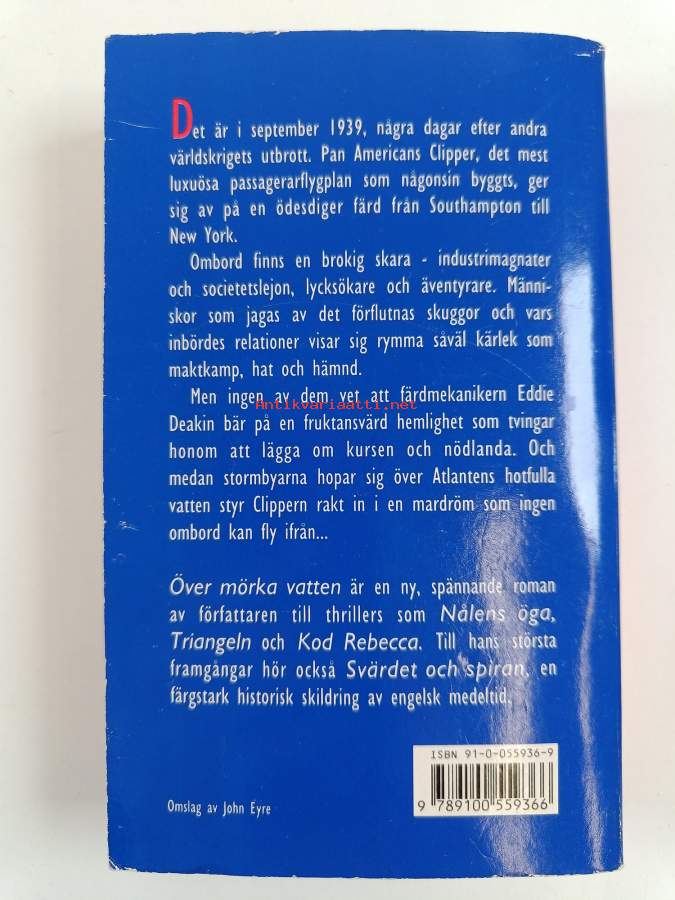 Det är i september 1939, några dagar efter andra
världskrigets utbrott. Pan Americans Clipper, det mest
luxuösa passagerarflygplan som någonsin byggts, ger
sig av på en ödesdiger färd från Southampton till
New York.
Ombord finns en brokig skara - industrimagnater
och societetslejon, lycksökare och äventyrare. Männi-
skor som jagas av det förflutnas skuggor och vars
inbördes relationer visar sig rymma såväl kärlek som
maktkamp, hat och hämnd.
Men ingen av dem vet att färdmekanikern Eddie
Antikvariaatti.net
Deakin bär på en fruktansvärd hemlighet som tvingar
honom att lägga om kursen och nödlanda. Och
medan stormbyarna hopar sig över Atlantens hotfulla
vatten styr Clippern rakt in i en mardröm som ingen
ombord kan fly ifrån...
Över mörka vatten är en ny, spännande roman
av författaren till thrillers som Nålens öga,
Triangeln och Kod Rebecca. Till hans största
framgångar hör också Svärdet och spiran, en
färgstark historisk skildring av engelsk medeltid.
ISBN 91-0-055936-9
9 789100 559366
Omslag av John Eyre